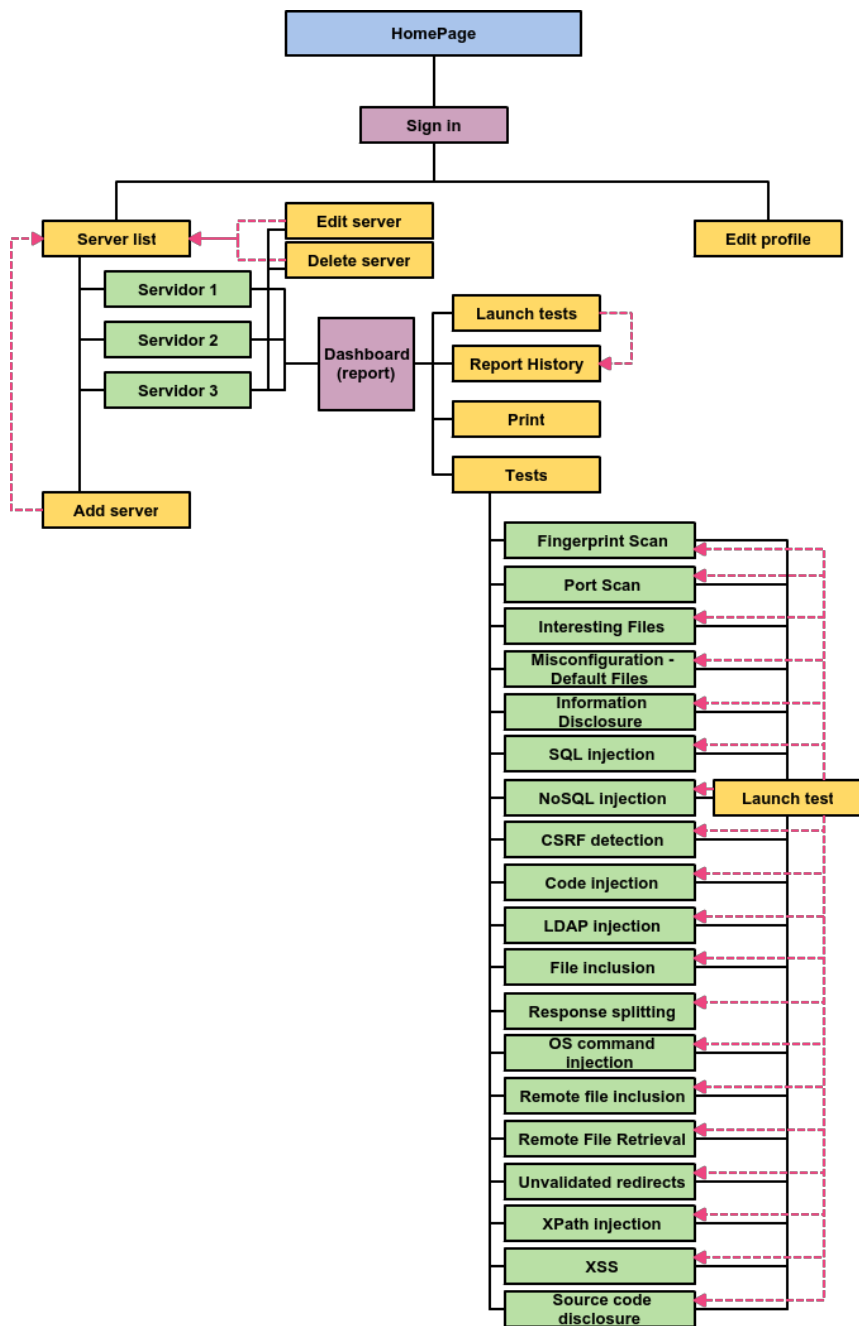 HomePage
Sign in
Server list
Edit server
Delete server
Edit profile
Servidor 1
Servidor 2
Servidor 3
Dashboard
(report)
Launch tests
Report History
Print
Tests
Add server
Fingerprint Scan
Port Scan
Interesting Files
Misconfiguration -
Default Files
Information
Disclosure
SQL injection
NoSQL injection
Launch test
CSRF detection
Code injection
LDAP injection
File inclusion
Response splitting
OS command
injection
Remote file inclusion
Remote File Retrieval
Unvalidated redirects
XPath injection
XSS
Source code
disclosure